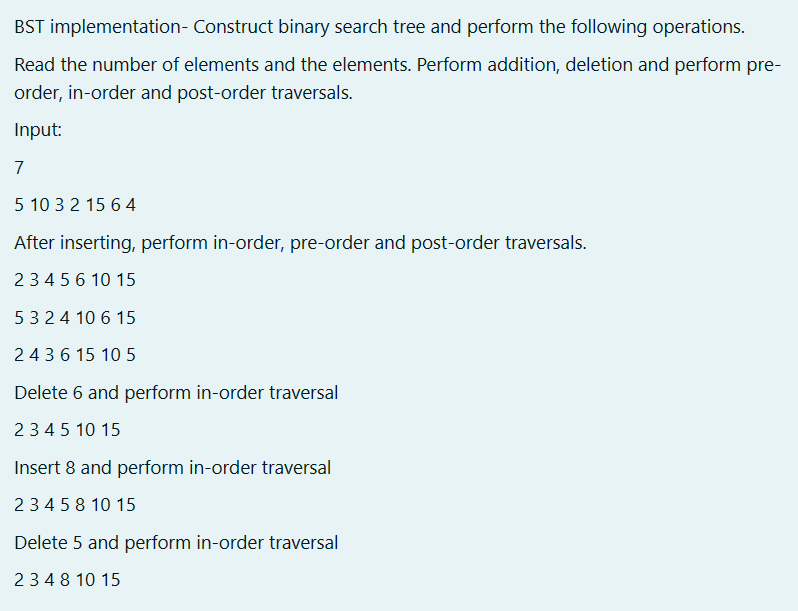 BST implementation- Construct binary search tree and perform the following operations.
Read the number of elements and the elements. Perform addition, deletion and perform pre-
order, in-order and post-order traversals.
Input:
7
5 10 3 2 15 6 4
After inserting, perform in-order, pre-order and post-order traversals.
2 3 4 5 6 10 15
5 3 2 4 10 6 15
2 4 3 6 15 10 5
Delete 6 and perform in-order traversal
2 3 4 5 10 15
Insert 8 and perform in-order traversal
2 3 4 5 8 10 15
Delete 5 and perform in-order traversal
2 3 4 8 10 15